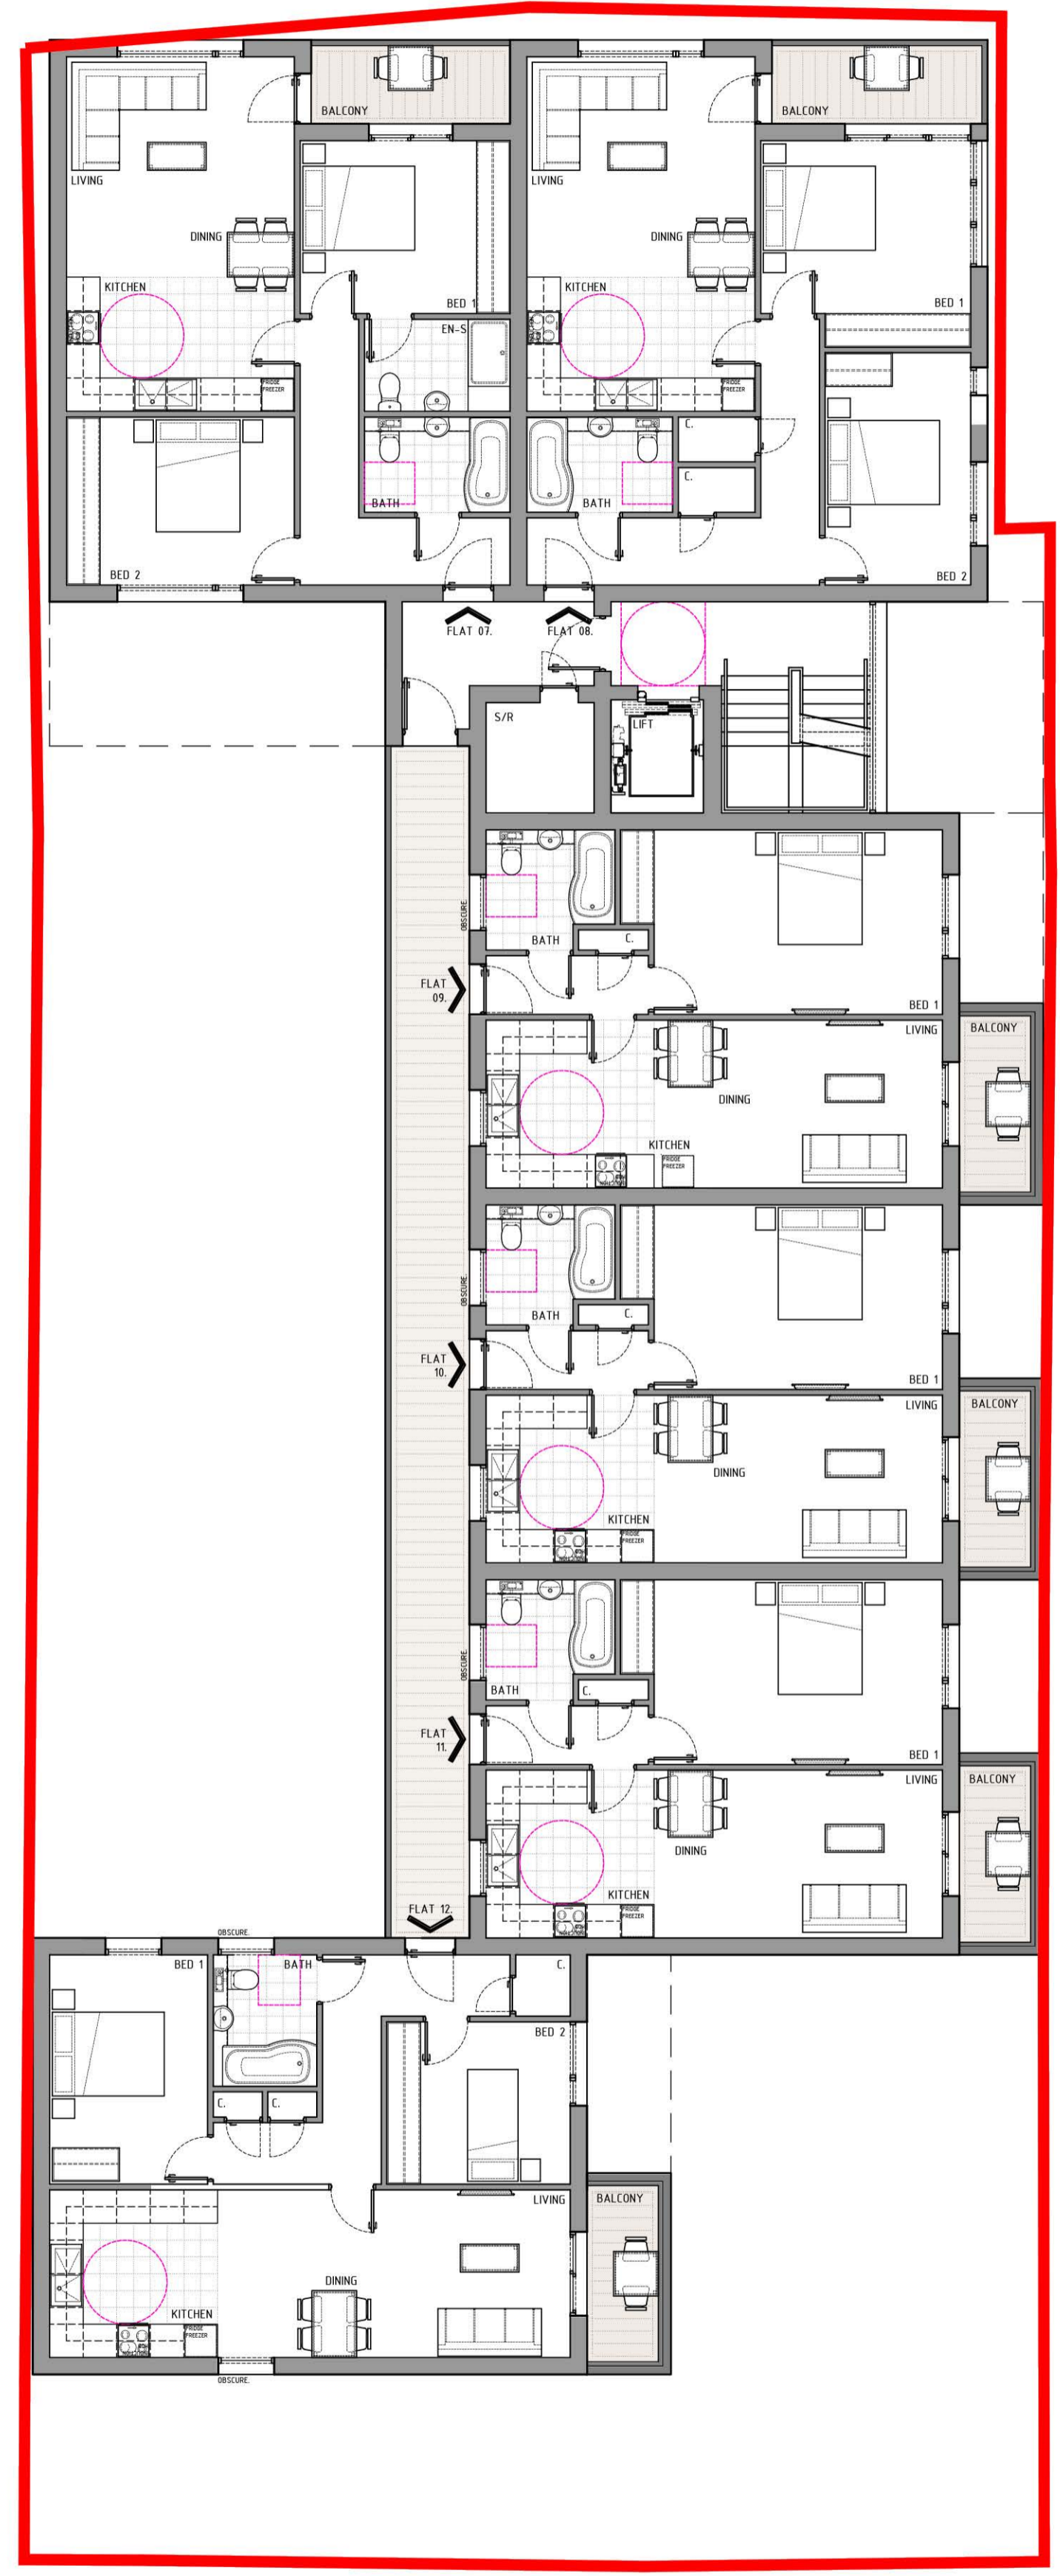 BALCONY
BALCONY
LIVING
LIVING
DINING
DINING
KITCHEN
KITCHEN
BED 1
BED 1
EN-S
FRIDGE
FREEZER
FRIDGE
FREEZER
C.
C.
BATH
BATH
BED 2
BED 2
FLAT 07.
FLAT 08.
S/R
LIFT
OBSCURE.
BATH
C.
FLAT
09.
BED 1
LIVING
BALCONY
DINING
KITCHEN
FRIDGE
FREEZER
OBSCURE.
BATH
C.
FLAT
10.
BED 1
LIVING
BALCONY
DINING
KITCHEN
FRIDGE
FREEZER
OBSCURE.
BATH
C.
FLAT
11.
BED 1
LIVING
BALCONY
DINING
KITCHEN
FRIDGE
FREEZER
FLAT 12.
OBSCURE.
BED 1
BATH
C.
BED 2
C.
C.
LIVING
BALCONY
DINING
KITCHEN
FRIDGE
FREEZER
OBSCURE.